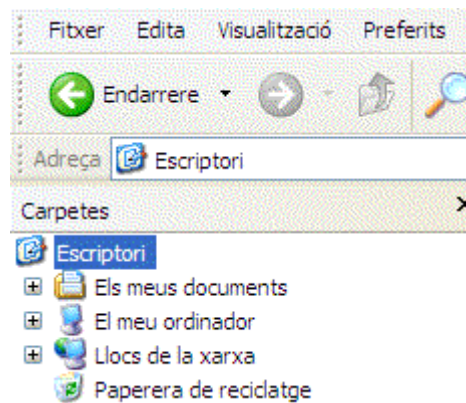 Fitxer Edita Visualització Preferits
Endarrere
Adreça Escriptori
Carpetes
Escriptori
Els meus documents
El meu ordinador
Llocs de la xarxa
Paperera de reciclatge